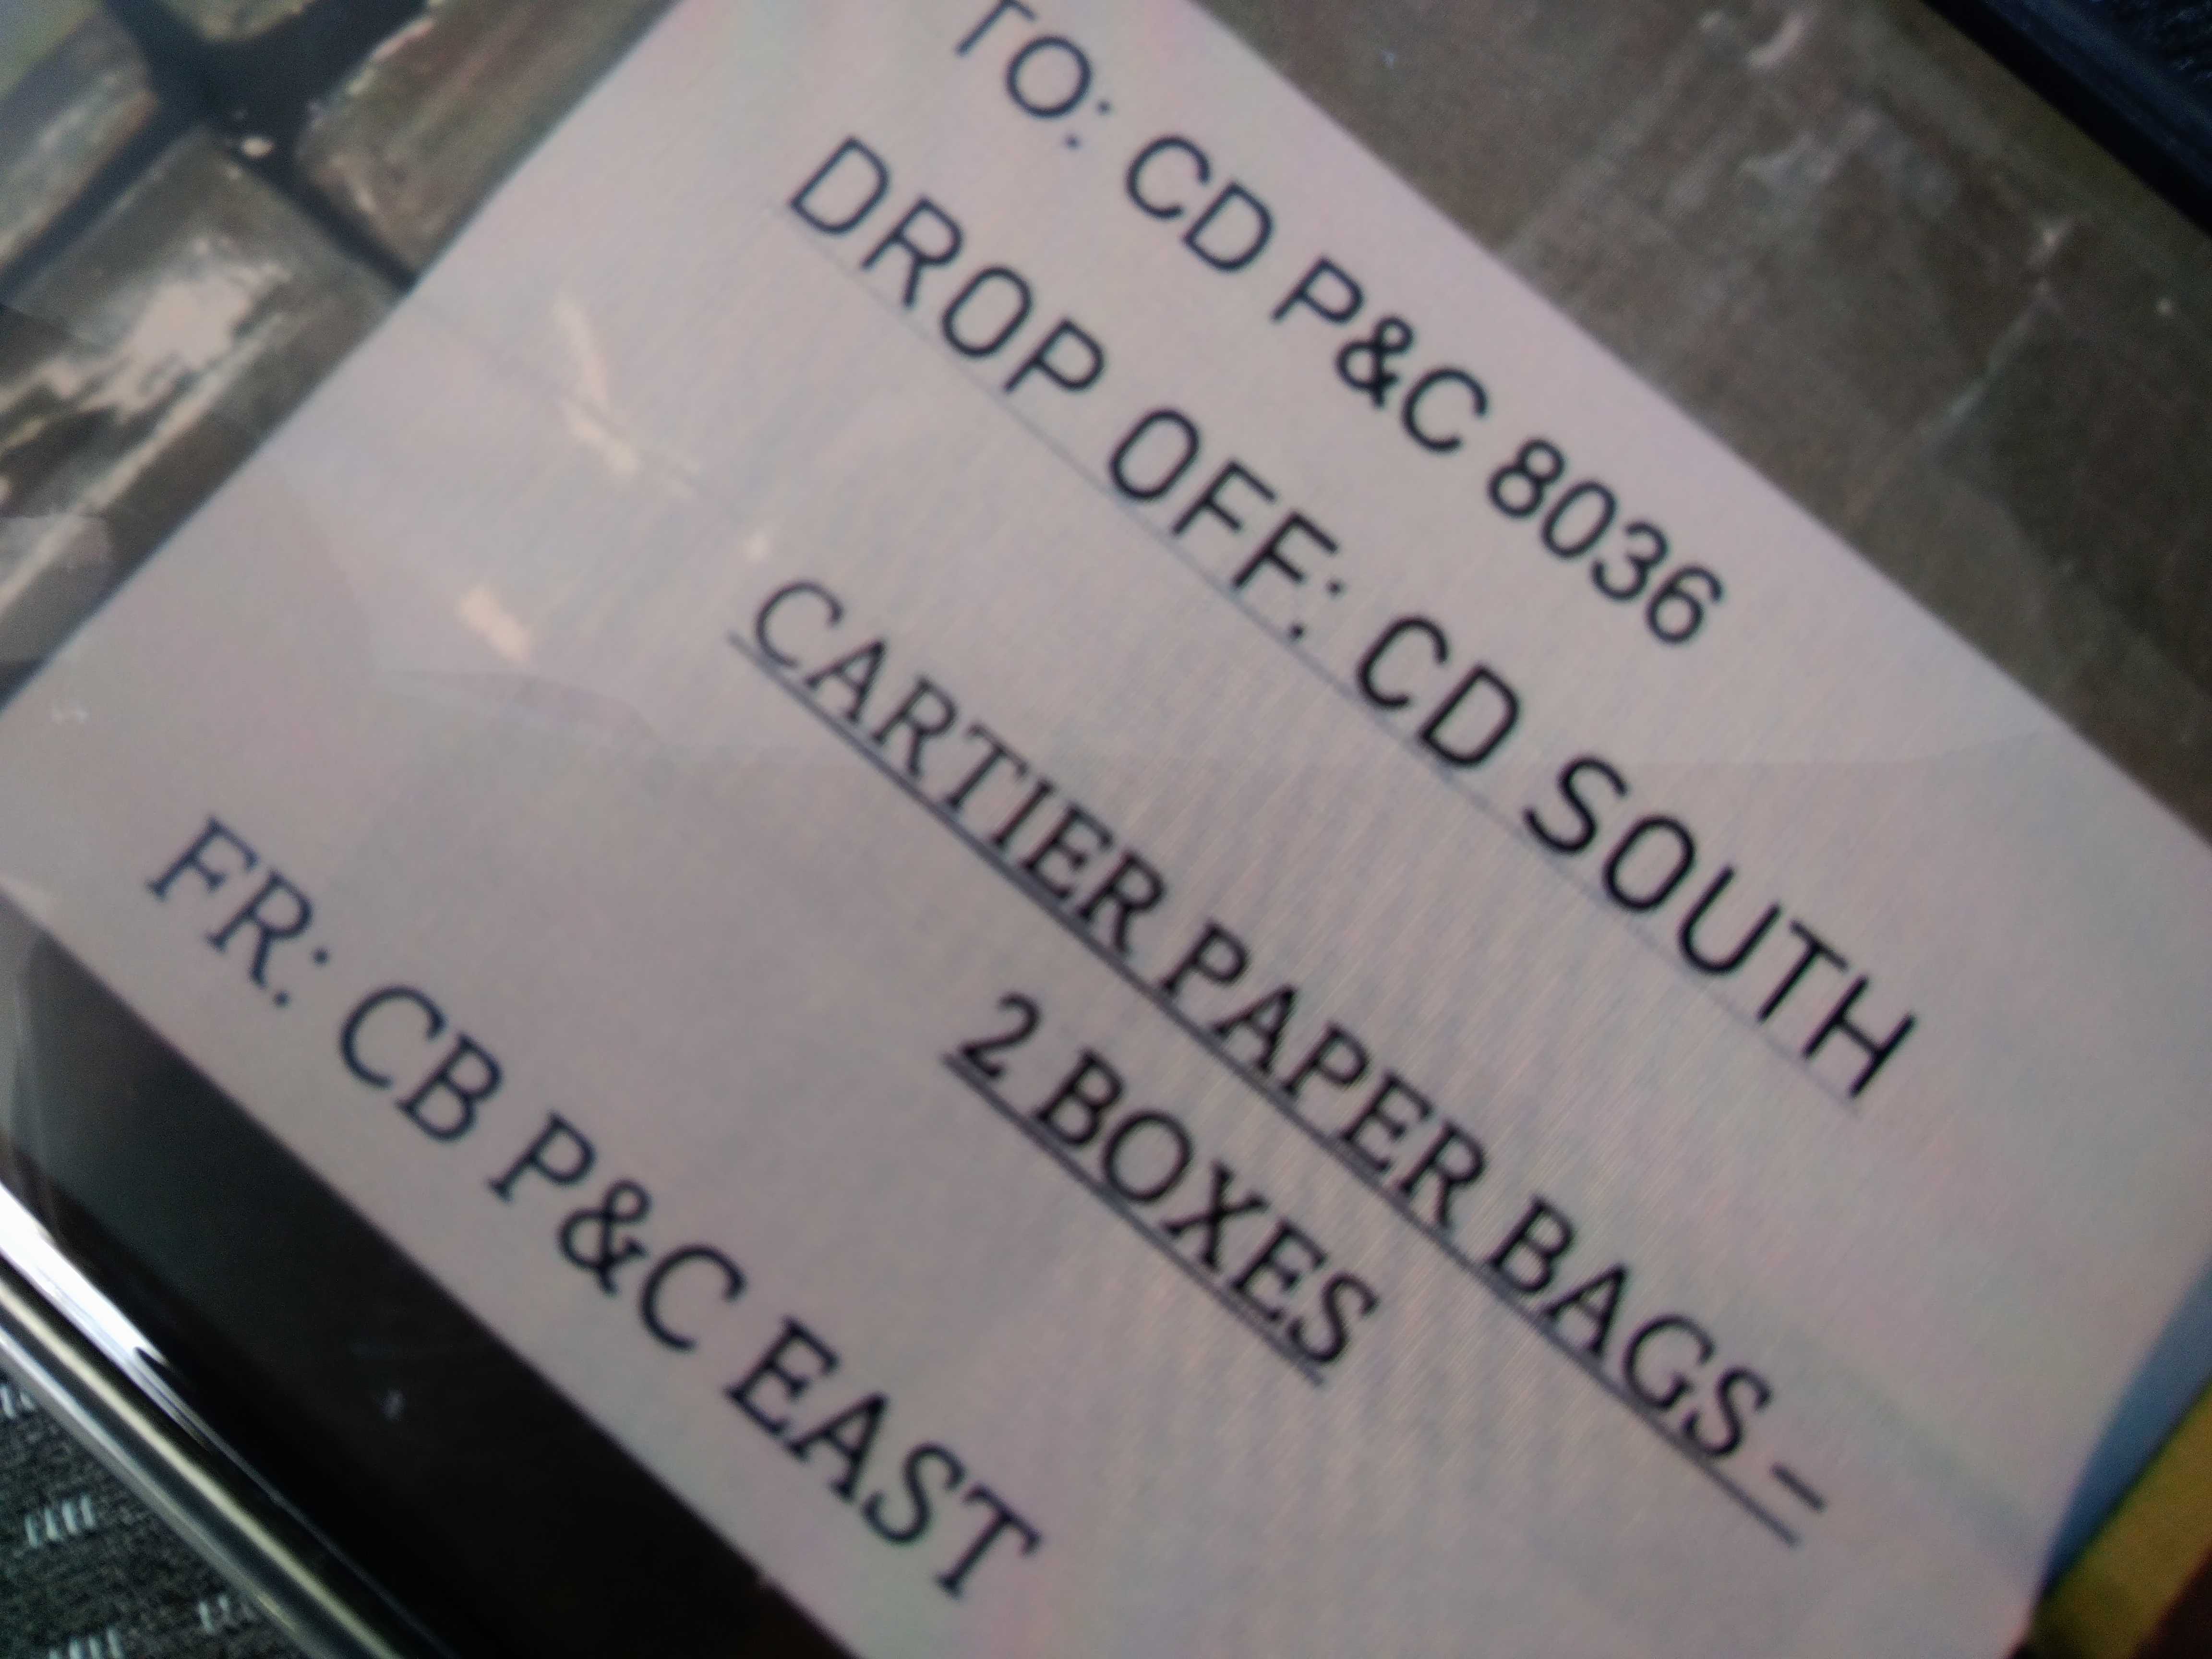 TO: CD P&C 8036
DROP OFF: CD SOUTH
CARTIER PAPER BAGS =
2 BOXES
FR: CB P&C EAST